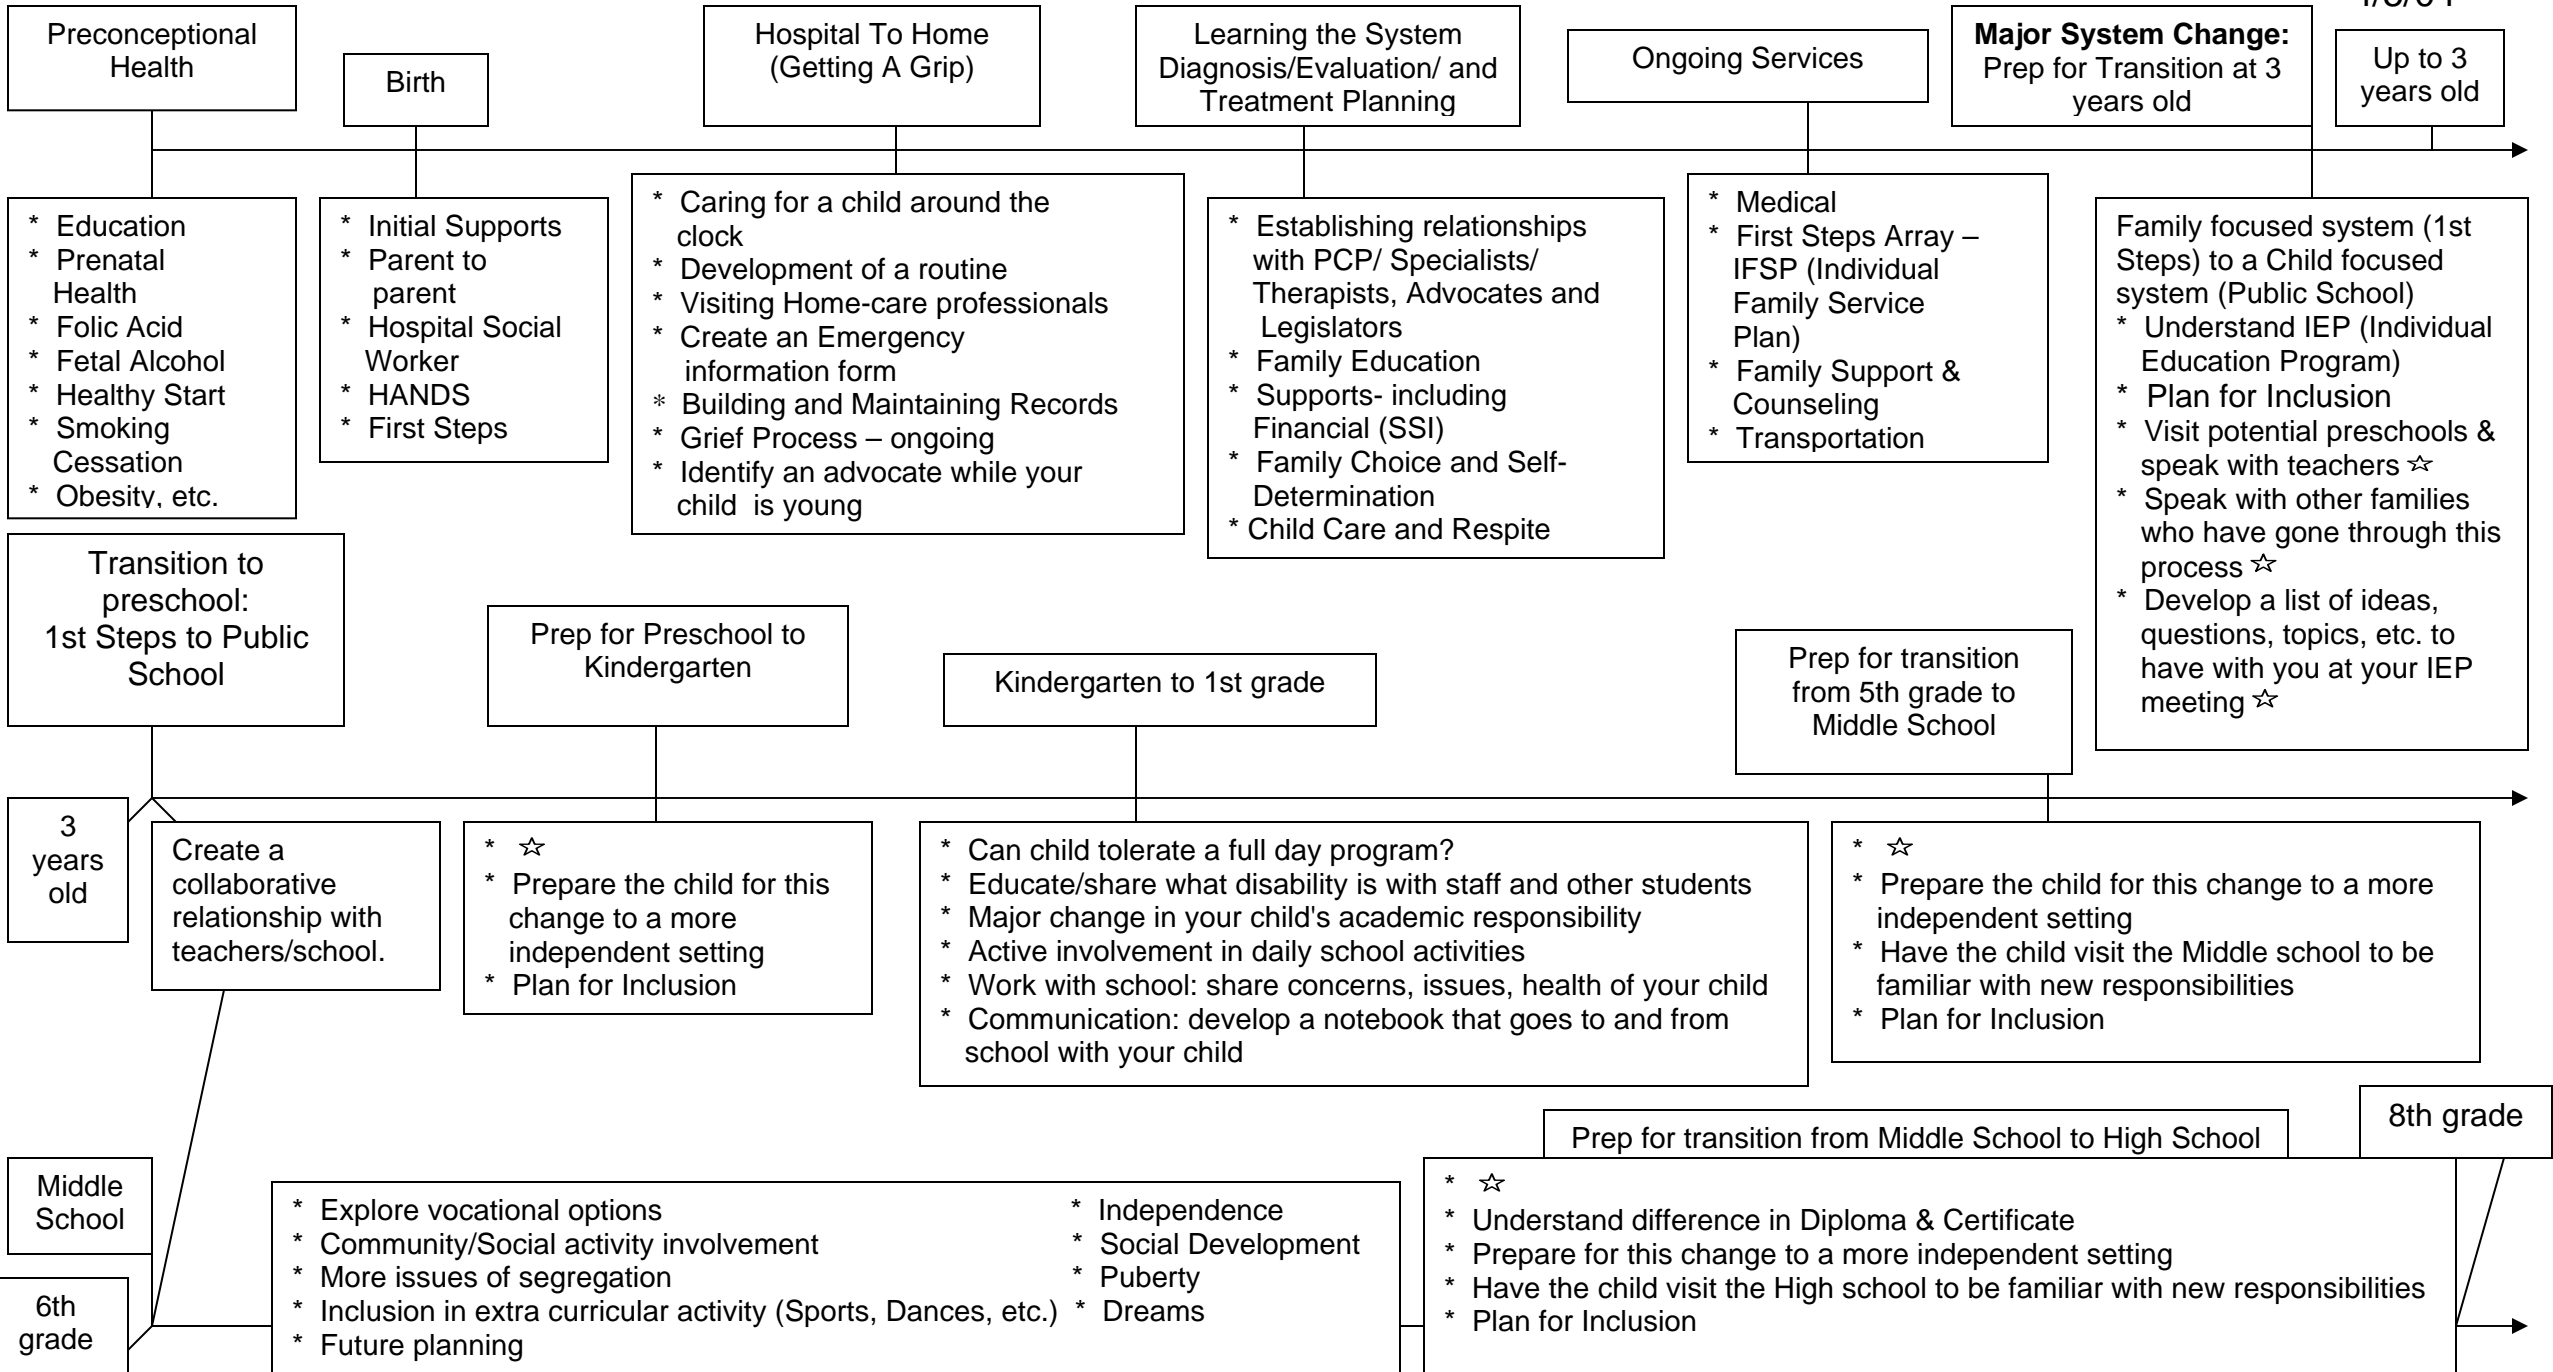 Preconceptional
Health
Birth
Hospital To Home
(Getting A Grip)
Learning the System
Diagnosis/Evaluation/ and
Treatment Planning
Ongoing Services
Major System Change:
Prep for Transition at 3
years old
Up to 3
years old
* Education
* Prenatal
Health
* Folic Acid
* Fetal Alcohol
* Healthy Start
* Smoking
Cessation
* Obesity, etc.
* Initial Supports
* Parent to
parent
* Hospital Social
Worker
* HANDS
* First Steps
* Caring for a child around the
clock
* Development of a routine
* Visiting Home-care professionals
* Create an Emergency
information form
* Building and Maintaining Records
* Grief Process – ongoing
* Identify an advocate while your
child is young
* Establishing relationships
with PCP/ Specialists/
Therapists, Advocates and
Legislators
* Family Education
* Supports- including
Financial (SSI)
* Family Choice and Self-
Determination
* Child Care and Respite
* Medical
* First Steps Array –
IFSP (Individual
Family Service
Plan)
* Family Support &
Counseling
* Transportation
Family focused system (1st
Steps) to a Child focused
system (Public School)
* Understand IEP (Individual
Education Program)
* Plan for Inclusion
* Visit potential preschools &
speak with teachers ☆
* Speak with other families
who have gone through this
process ☆
* Develop a list of ideas,
questions, topics, etc. to
have with you at your IEP
meeting ☆
Transition to
preschool:
1st Steps to Public
School
Prep for Preschool to
Kindergarten
Kindergarten to 1st grade
Prep for transition
from 5th grade to
Middle School
3
years
old
Create a
collaborative
relationship with
teachers/school.
* ☆
* Prepare the child for this
change to a more
independent setting
* Plan for Inclusion
* Can child tolerate a full day program?
* Educate/share what disability is with staff and other students
* Major change in your child's academic responsibility
* Active involvement in daily school activities
* Work with school: share concerns, issues, health of your child
* Communication: develop a notebook that goes to and from
school with your child
* ☆
* Prepare the child for this change to a more
independent setting
* Have the child visit the Middle school to be
familiar with new responsibilities
* Plan for Inclusion
Prep for transition from Middle School to High School
8th grade
Middle
School
6th
grade
* Explore vocational options
* Community/Social activity involvement
* More issues of segregation
* Inclusion in extra curricular activity (Sports, Dances, etc.)
* Future planning
* Independence
* Social Development
* Puberty
* Dreams
* ☆
* Understand difference in Diploma & Certificate
* Prepare for this change to a more independent setting
* Have the child visit the High school to be familiar with new responsibilities
* Plan for Inclusion